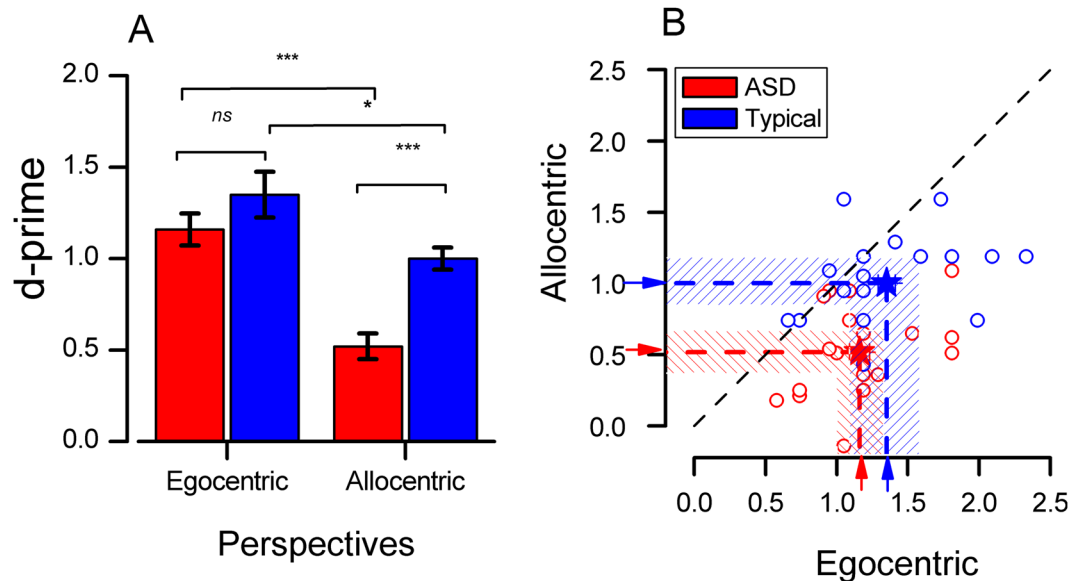 A
***
*
ns
***
2.0
1.5
1.0
0.5
0.0
d-prime
Egocentric
Allocentric
Perspectives
B
ASD
Typical
2.5
2.0
1.5
1.0
0.5
0.0
Allocentric
0.0
0.5
1.0
1.5
2.0
2.5
Egocentric